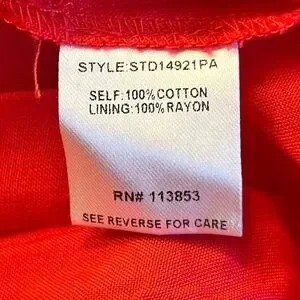 STYLE:STD14921PA
SELF:100%COTTON
LINING:100%RAYON
RN# 113853
SEE REVERSE FOR CARE